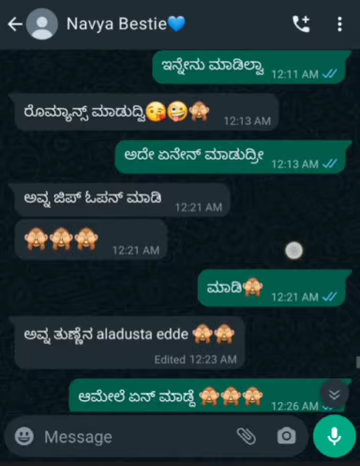 Navya Bestie💙
ಇನ್ನೇನು ಮಾಡಿಲ್ವಾ
12:11 AM
ರೊಮ್ಯಾನ್ಸ್ ಮಾಡುದ್ವಿ😘🤪🙈
12:13 AM
ಅದೇ ಏನೇನ್ ಮಾಡುದ್ರೀ
12:13 AM
ಅವ್ನ ಜಿಪ್ ಓಪನ್ ಮಾಡಿ
12:21 AM
🙈🙈🙈
12:21 AM
ಮಾಡಿ🙈
12:21 AM
ಅವ್ನ ತುಣ್ಣೆನ aladusta edde 🙈🙈
Edited 12:23 AM
ಆಮೇಲೆ ಏನ್ ಮಾಡ್ದೆ 🙈🙈🙈
12:26 AM
Message